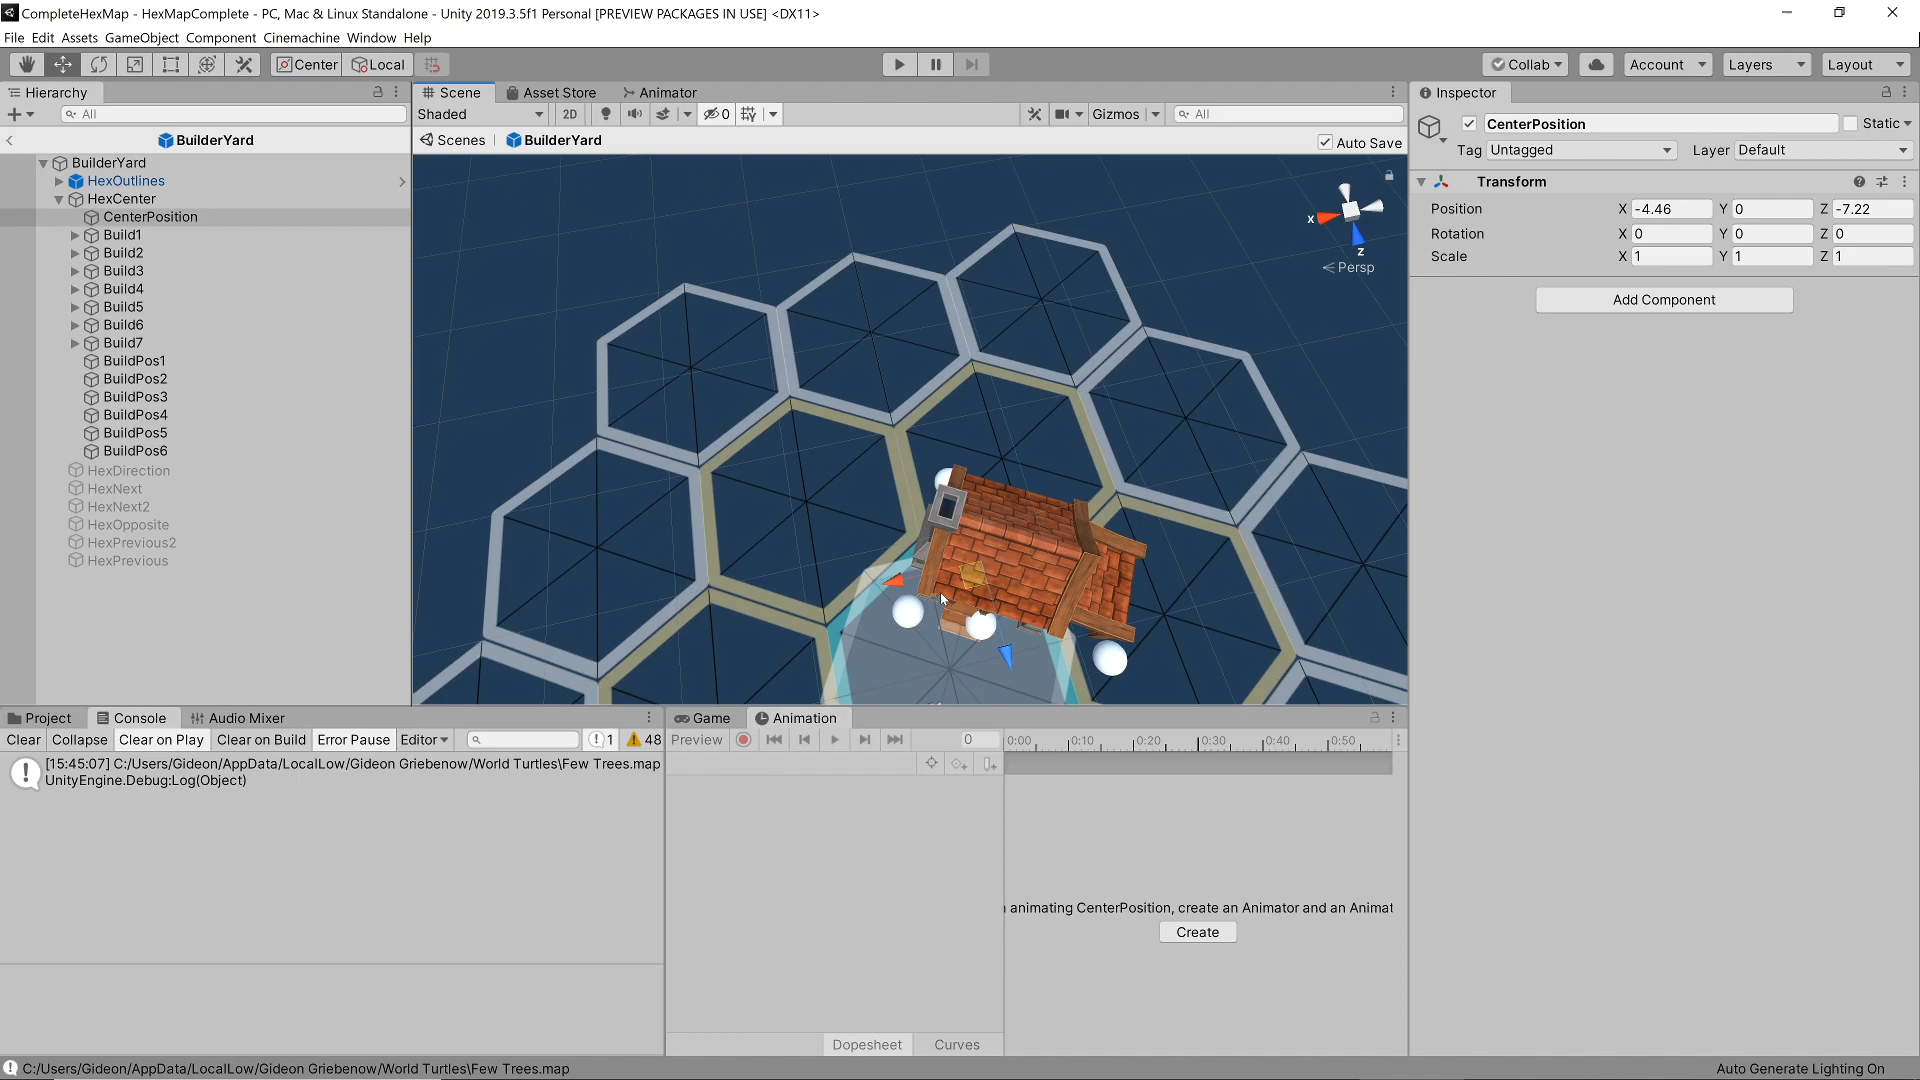 CompleteHexMap - HexMapComplete - PC, Mac & Linux Standalone - Unity 2019.3.5f1 Personal [PREVIEW PACKAGES IN USE] <DX11>
File Edit Assets GameObject Component Cinemachine Window Help
Center Local Collab Account Layers Layout
Hierarchy
All
BuilderYard
BuilderYard
HexOutlines
HexCenter
CenterPosition
Build1
Build2
Build3
Build4
Build5
Build6
Build7
BuildPos1
BuildPos2
BuildPos3
BuildPos4
BuildPos5
BuildPos6
HexDirection
HexNext
HexNext2
HexOpposite
HexPrevious2
HexPrevious
Scene Asset Store Animator
Shaded 2D 0 Gizmos All
Scenes BuilderYard Auto Save
x
z
Persp
Inspector
CenterPosition Static
Tag Untagged Layer Default
Transform
Position X -4.46 Y 0 Z -7.22
Rotation X 0 Y 0 Z 0
Scale X 1 Y 1 Z 1
Add Component
Project Console Audio Mixer
Clear Collapse Clear on Play Clear on Build Error Pause Editor 1 48
[15:45:07] C:/Users/Gideon/AppData/LocalLow/Gideon Griebenow/World Turtles\Few Trees.map
UnityEngine.Debug:Log(Object)
Game Animation
Preview 0 0:00 0:10 0:20 0:30 0:40 0:50
animating CenterPosition, create an Animator and an Animat
Create
Dopesheet Curves
C:/Users/Gideon/AppData/LocalLow/Gideon Griebenow/World Turtles\Few Trees.map
Auto Generate Lighting On